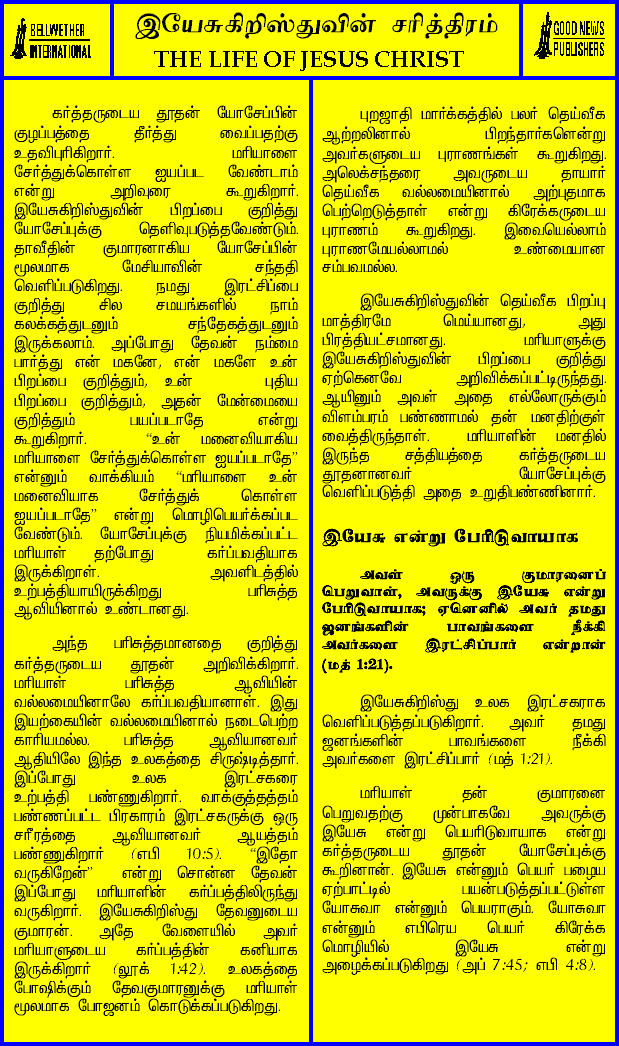 BELLWETHER
INTERNATIONAL
இயேசுகிறிஸ்துவின் சரித்திரம்
THE LIFE OF JESUS CHRIST
GOOD NEWS
PUBLISHERS
கர்த்தருடைய தூதன் யோசேப்பின்
குழப்பத்தை தீர்த்து வைப்பதற்கு
உதவிபுரிகிறார். மரியாளை
சேர்த்துக்கொள்ள ஐயப்பட வேண்டாம்
என்று அறிவுரை கூறுகிறார்.
இயேசுகிறிஸ்துவின் பிறப்பை குறித்து
யோசேப்புக்கு தெளிவுபடுத்தவேண்டும்.
தாவீதின் குமாரனாகிய யோசேப்பின்
மூலமாக மேசியாவின் சந்ததி
வெளிப்படுகிறது. நமது இரட்சிப்பை
குறித்து சில சமயங்களில் நாம்
கலக்கத்துடனும் சந்தேகத்துடனும்
இருக்கலாம். அப்போது தேவன் நம்மை
பார்த்து என் மகனே, என் மகளே உன்
பிறப்பை குறித்தும், உன் புதிய
பிறப்பை குறித்தும், அதன் மேன்மையை
குறித்தும் பயப்படாதே என்று
கூறுகிறார். “உன் மனைவியாகிய
மரியாளை சேர்த்துக்கொள்ள ஐயப்படாதே”
என்னும் வாக்கியம் “மரியாளை உன்
மனைவியாக சேர்த்துக் கொள்ள
ஐயப்படாதே” என்று மொழிபெயர்க்கப்பட
வேண்டும். யோசேப்புக்கு நியமிக்கப்பட்ட
மரியாள் தற்போது கர்ப்பவதியாக
இருக்கிறாள். அவளிடத்தில்
உற்பத்தியாயிருக்கிறது பரிசுத்த
ஆவியினால் உண்டானது.
அந்த பரிசுத்தமானதை குறித்து
கர்த்தருடைய தூதன் அறிவிக்கிறார்.
மரியாள் பரிசுத்த ஆவியின்
வல்லமையினாலே கர்ப்பவதியானாள். இது
இயற்கையின் வல்லமையினால் நடைபெற்ற
காரியமல்ல. பரிசுத்த ஆவியானவர்
ஆதியிலே இந்த உலகத்தை சிருஷ்டித்தார்.
இப்போது உலக இரட்சகரை
உற்பத்தி பண்ணுகிறார். வாக்குத்தத்தம்
பண்ணப்பட்ட பிரகாரம் இரட்சகருக்கு ஒரு
சரீரத்தை ஆவியானவர் ஆயத்தம்
பண்ணுகிறார் (எபி 10:5). “இதோ
வருகிறேன்” என்று சொன்ன தேவன்
இப்போது மரியாளின் கர்ப்பத்திலிருந்து
வருகிறார். இயேசுகிறிஸ்து தேவனுடைய
குமாரன். அதே வேளையில் அவர்
மரியாளுடைய கர்ப்பத்தின் கனியாக
இருக்கிறார் (லூக் 1:42). உலகத்தை
போஷிக்கும் தேவகுமாரனுக்கு மரியாள்
மூலமாக போஜனம் கொடுக்கப்படுகிறது.
புறஜாதி மார்க்கத்தில் பலர் தெய்வீக
ஆற்றலினால் பிறந்தார்களென்று
அவர்களுடைய புராணங்கள் கூறுகிறது.
அலெக்சந்தரை அவருடைய தாயார்
தெய்வீக வல்லமையினால் அற்புதமாக
பெற்றெடுத்தாள் என்று கிரேக்கருடைய
புராணம் கூறுகிறது. இவையெல்லாம்
புராணமேயல்லாமல் உண்மையான
சம்பவமல்ல.
இயேசுகிறிஸ்துவின் தெய்வீக பிறப்பு
மாத்திரமே மெய்யானது, அது
பிரத்தியட்சமானது. மரியாளுக்கு
இயேசுகிறிஸ்துவின் பிறப்பை குறித்து
ஏற்கெனவே அறிவிக்கப்பட்டிருந்தது.
ஆயினும் அவள் அதை எல்லோருக்கும்
விளம்பரம் பண்ணாமல் தன் மனதிற்குள்
வைத்திருந்தாள். மரியாளின் மனதில்
இருந்த சத்தியத்தை கர்த்தருடைய
தூதனானவர் யோசேப்புக்கு
வெளிப்படுத்தி அதை உறுதிபண்ணினார்.
இயேசு என்று பேரிடுவாயாக
அவள் ஒரு குமாரனைப்
பெறுவாள், அவருக்கு இயேசு என்று
பேரிடுவாயாக; ஏனெனில் அவர் தமது
ஜனங்களின் பாவங்களை நீக்கி
அவர்களை இரட்சிப்பார் என்றான்
(மத் 1:21).
இயேசுகிறிஸ்து உலக இரட்சகராக
வெளிப்படுத்தப்படுகிறார். அவர் தமது
ஜனங்களின் பாவங்களை நீக்கி
அவர்களை இரட்சிப்பார் (மத் 1:21).
மரியாள் தன் குமாரனை
பெறுவதற்கு முன்பாகவே அவருக்கு
இயேசு என்று பெயரிடுவாயாக என்று
கர்த்தருடைய தூதன் யோசேப்புக்கு
கூறினான். இயேசு என்னும் பெயர் பழைய
ஏற்பாட்டில் பயன்படுத்தப்பட்டுள்ள
யோசுவா என்னும் பெயராகும். யோசுவா
என்னும் எபிரெய பெயர் கிரேக்க
மொழியில் இயேசு என்று
அழைக்கப்படுகிறது (அப் 7:45; எபி 4:8).